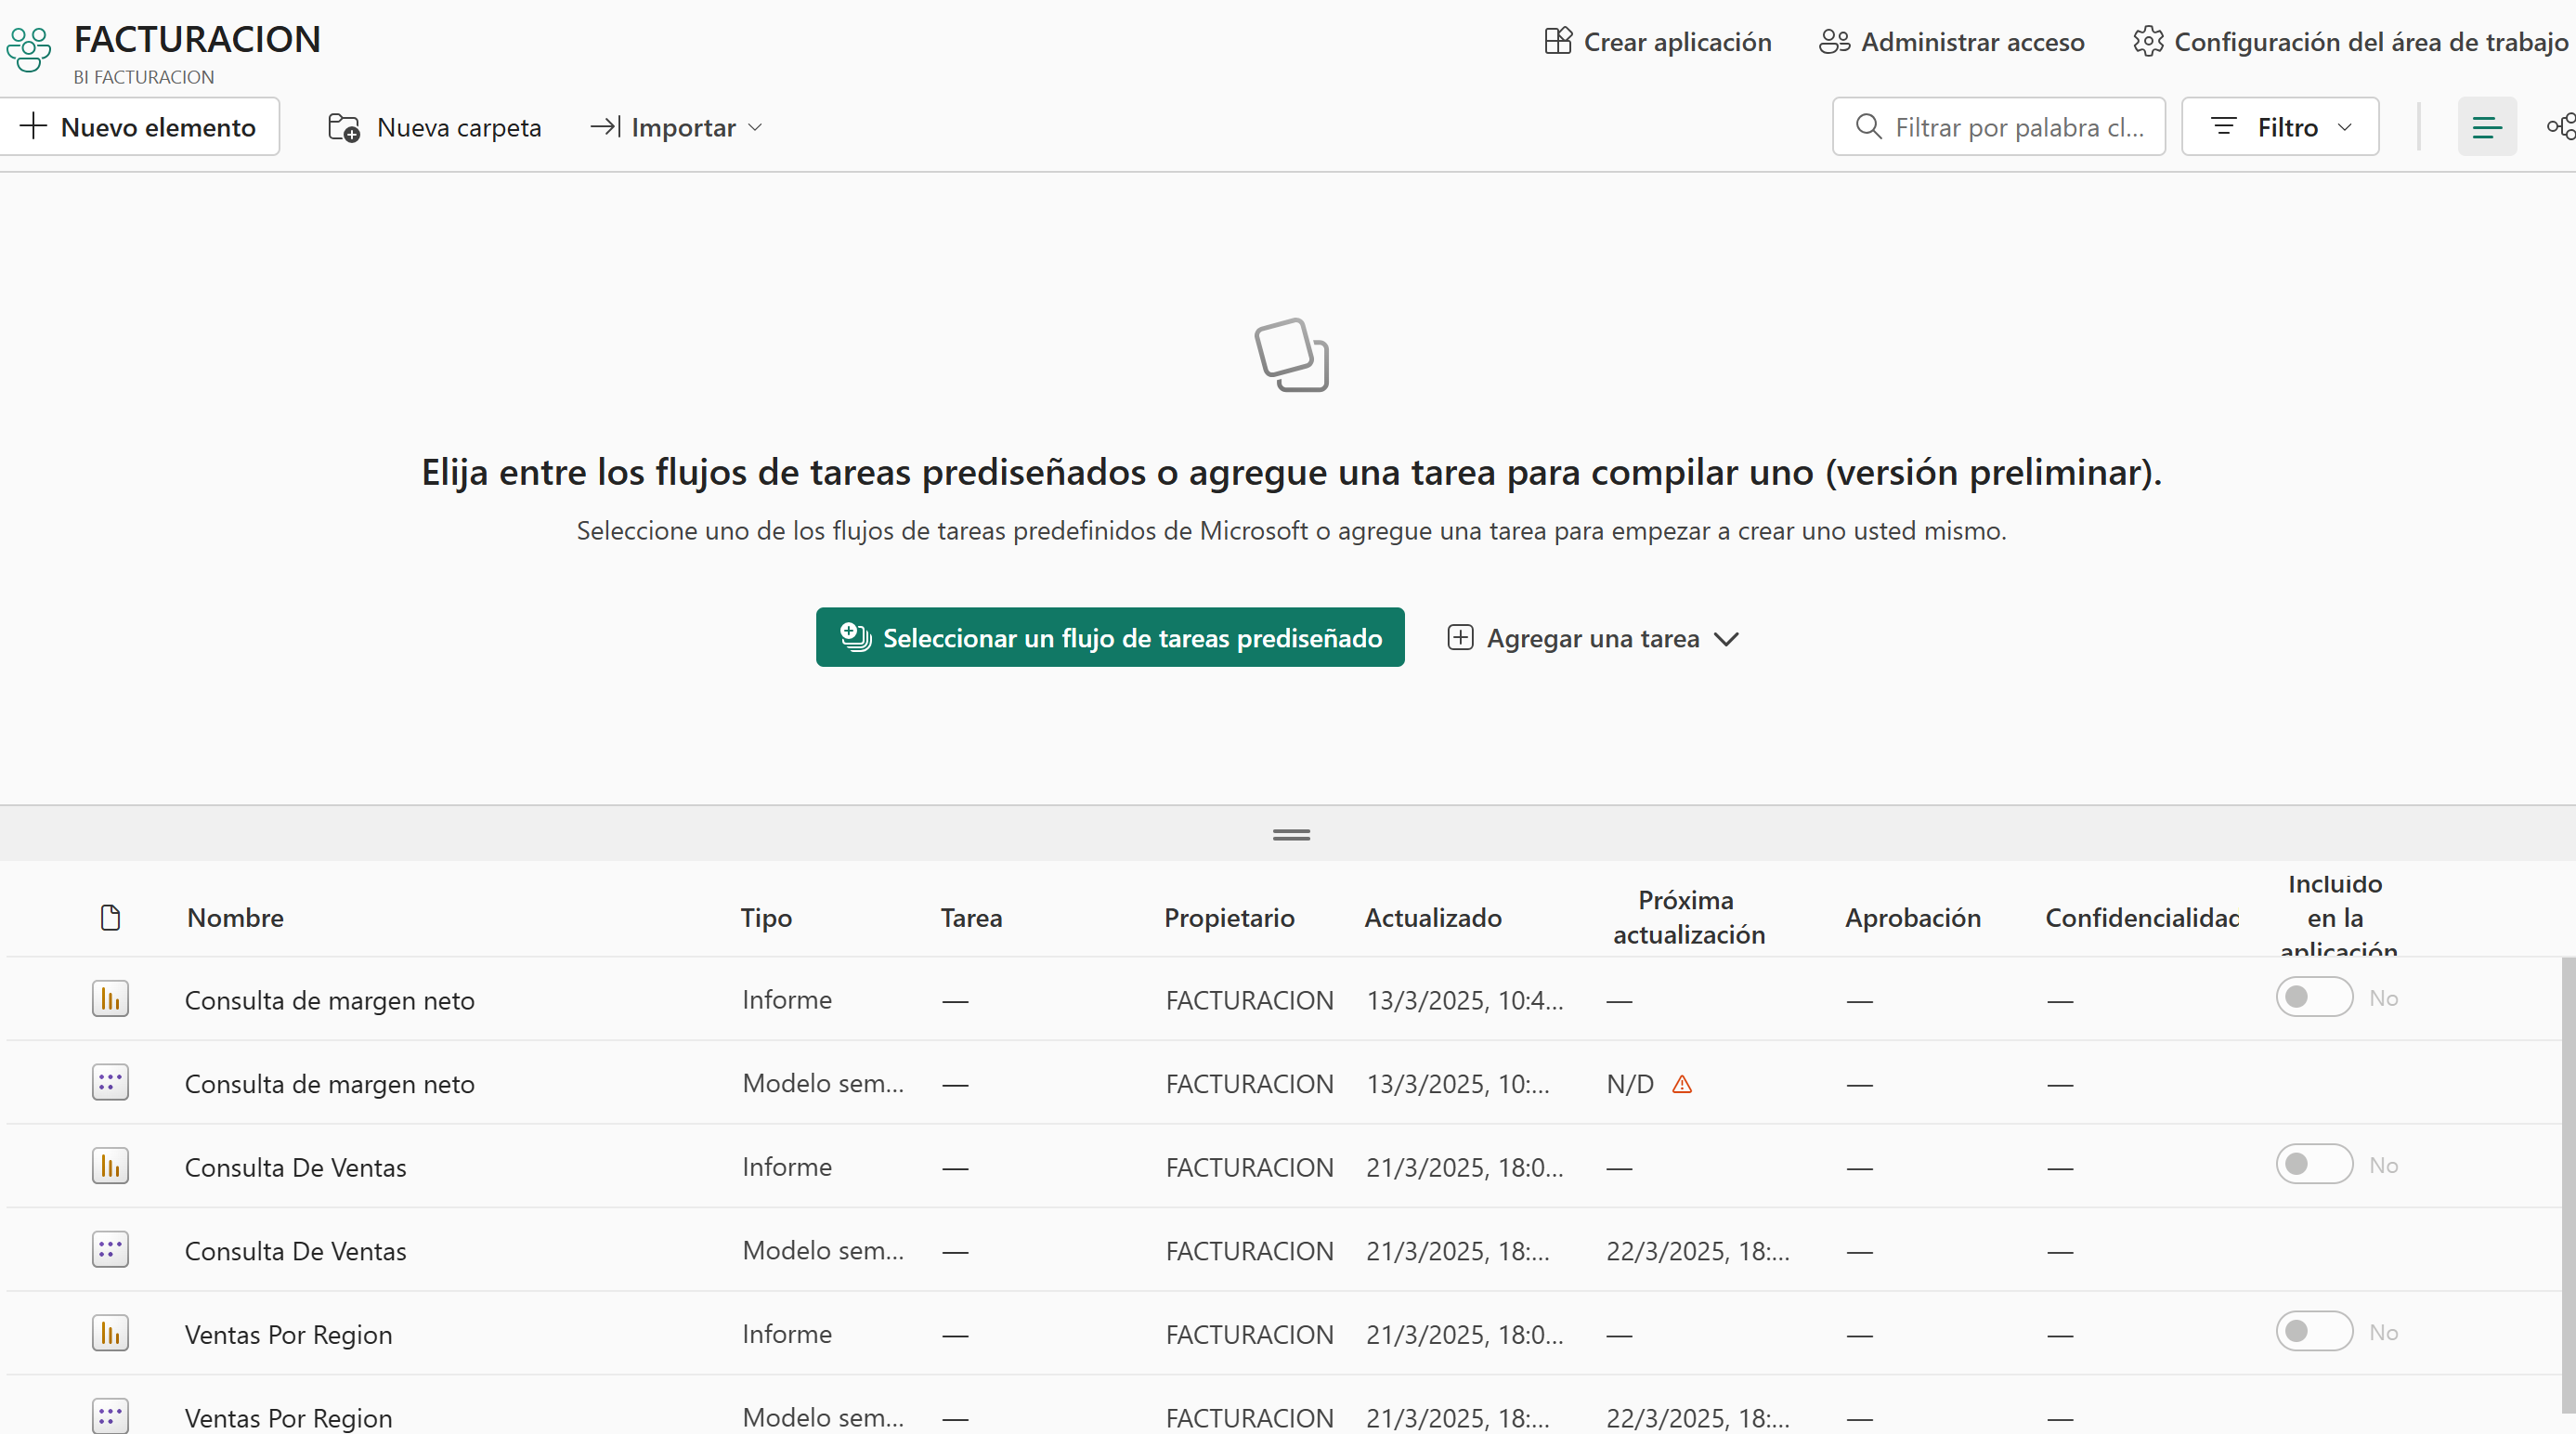 FACTURACION
BI FACTURACION
Crear aplicación
Administrar acceso
Configuración del área de trabajo
Nuevo elemento
Nueva carpeta
Importar
Filtrar por palabra cl...
Filtro
Elija entre los flujos de tareas prediseñados o agregue una tarea para compilar uno (versión preliminar).
Seleccione uno de los flujos de tareas predefinidos de Microsoft o agregue una tarea para empezar a crear uno usted mismo.
Seleccionar un flujo de tareas prediseñado
Agregar una tarea
Nombre Tipo Tarea Propietario Actualizado Próxima actualización Aprobación Confidencialidad Incluido en la aplicación
Consulta de margen neto Informe — FACTURACION 13/3/2025, 10:4... — — — No
Consulta de margen neto Modelo sem... — FACTURACION 13/3/2025, 10:... N/D — —
Consulta De Ventas Informe — FACTURACION 21/3/2025, 18:0... — — — No
Consulta De Ventas Modelo sem... — FACTURACION 21/3/2025, 18:... 22/3/2025, 18:... — —
Ventas Por Region Informe — FACTURACION 21/3/2025, 18:0... — — — No
Ventas Por Region Modelo sem... — FACTURACION 21/3/2025, 18:... 22/3/2025, 18:... — —